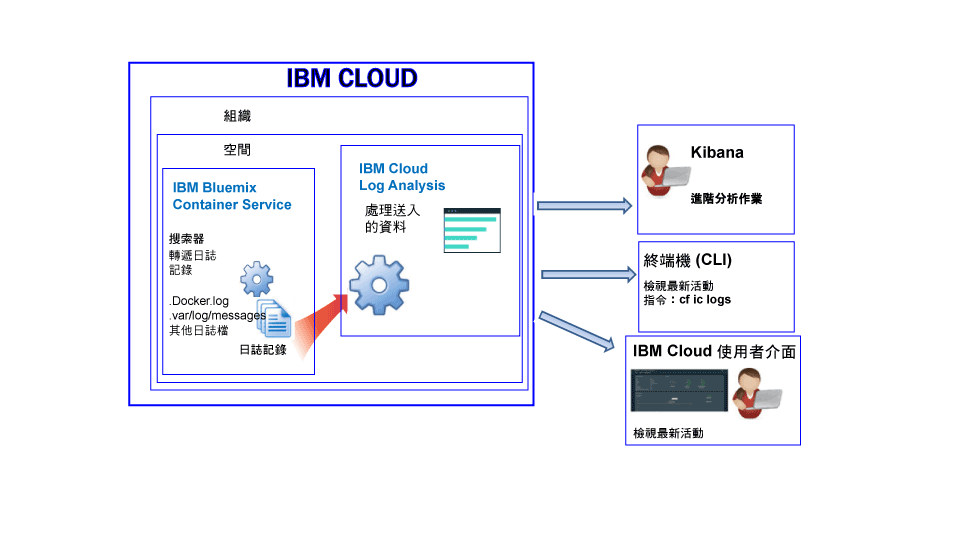 IBM CLOUD
組織
空間
IBM Bluemix
Container Service
搜索器
轉遞日誌
記錄
.Docker.log
.var/log/messages
其他日誌檔
日誌記錄
IBM Cloud
Log Analysis
處理送入
的資料
Kibana
進階分析作業
終端機 (CLI)
檢視最新活動
指令：cf ic logs
IBM Cloud 使用者介面
檢視最新活動